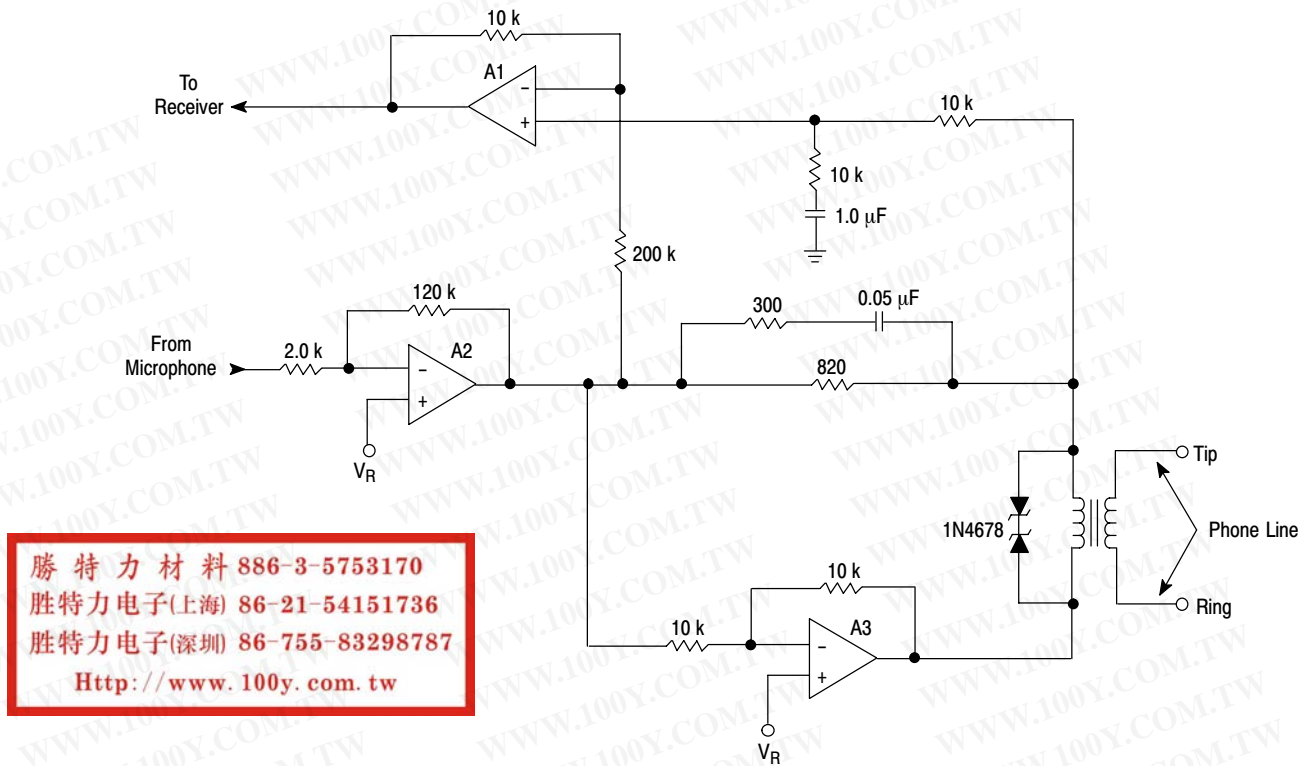 10 k
To
Receiver
A1
−
+
10 k
10 k
1.0 μF
200 k
120 k
300
0.05 μF
From
Microphone
2.0 k
A2
−
+
820
VR
Tip
1N4678
Phone Line
10 k
10 k
A3
−
+
Ring
VR
勝 特 力 材 料 886-3-5753170
胜特力电子(上海) 86-21-54151736
胜特力电子(深圳) 86-755-83298787
Http://www.100y.com.tw
WWW.100Y.COM.TW